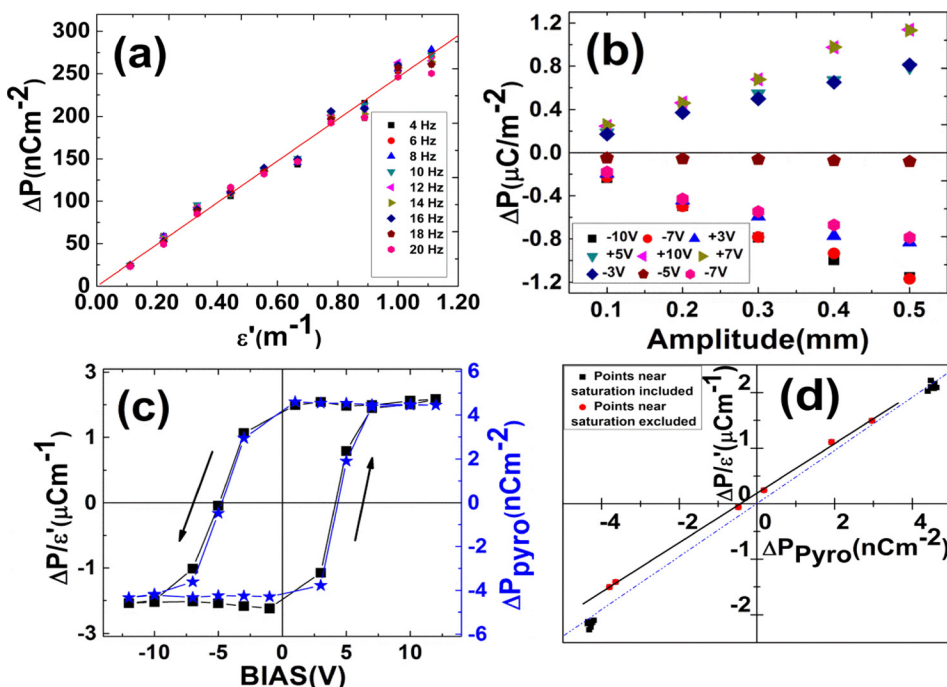 (a)
ΔP(nCm⁻²)
300
250
200
150
100
50
0
0.00 0.20 0.40 0.60 0.80 1.00 1.20
ε'(m⁻¹)
4 Hz
6 Hz
8 Hz
10 Hz
12 Hz
14 Hz
16 Hz
18 Hz
20 Hz
(b)
ΔP(μC/m⁻²)
1.2
0.8
0.4
0.0
-0.4
-0.8
-1.2
-10V -7V +3V
+5V +10V +7V
-3V -5V -7V
0.1 0.2 0.3 0.4 0.5
Amplitude(mm)
(c)
ΔP/ε'(μCm⁻¹)
3
2
0
-1
-3
6
4
2
0
-2
-4
-6
ΔPpyro(nCm⁻²)
-10 -5 0 5 10
BIAS(V)
(d)
Points near
saturation included
Points near
saturation excluded
ΔP/ε'(μCm⁻¹)
2
1
-1
-2
-4 -2 0 2 4
ΔPPyro(nCm⁻²)